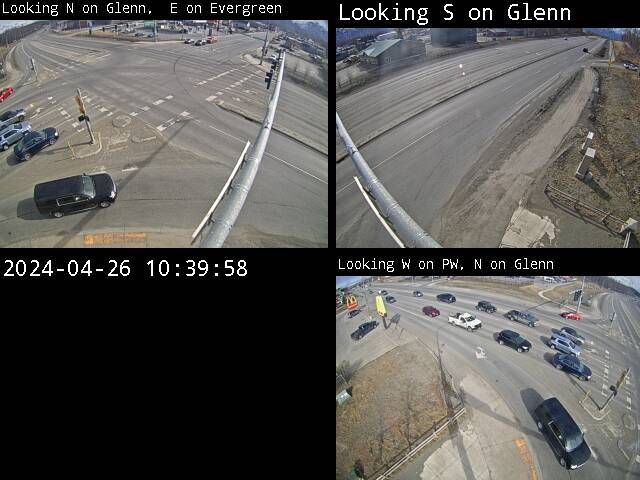 Looking N on Glenn,  E on Evergreen
Looking S on Glenn
2024-04-26 10:39:58
Looking W on PW, N on Glenn